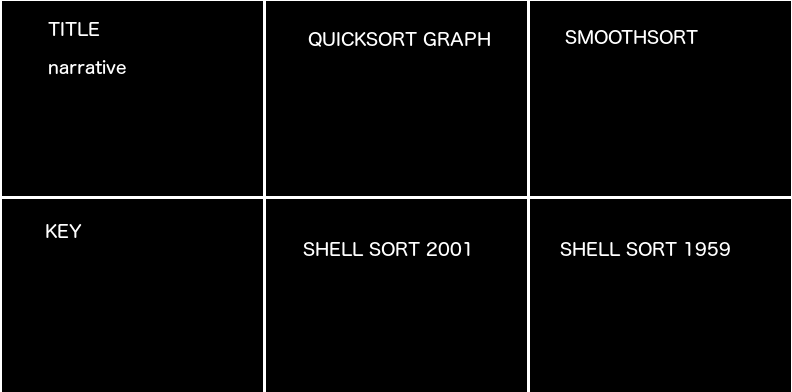 TITLE
narrative
QUICKSORT GRAPH
SMOOTHSORT
KEY
SHELL SORT 2001
SHELL SORT 1959